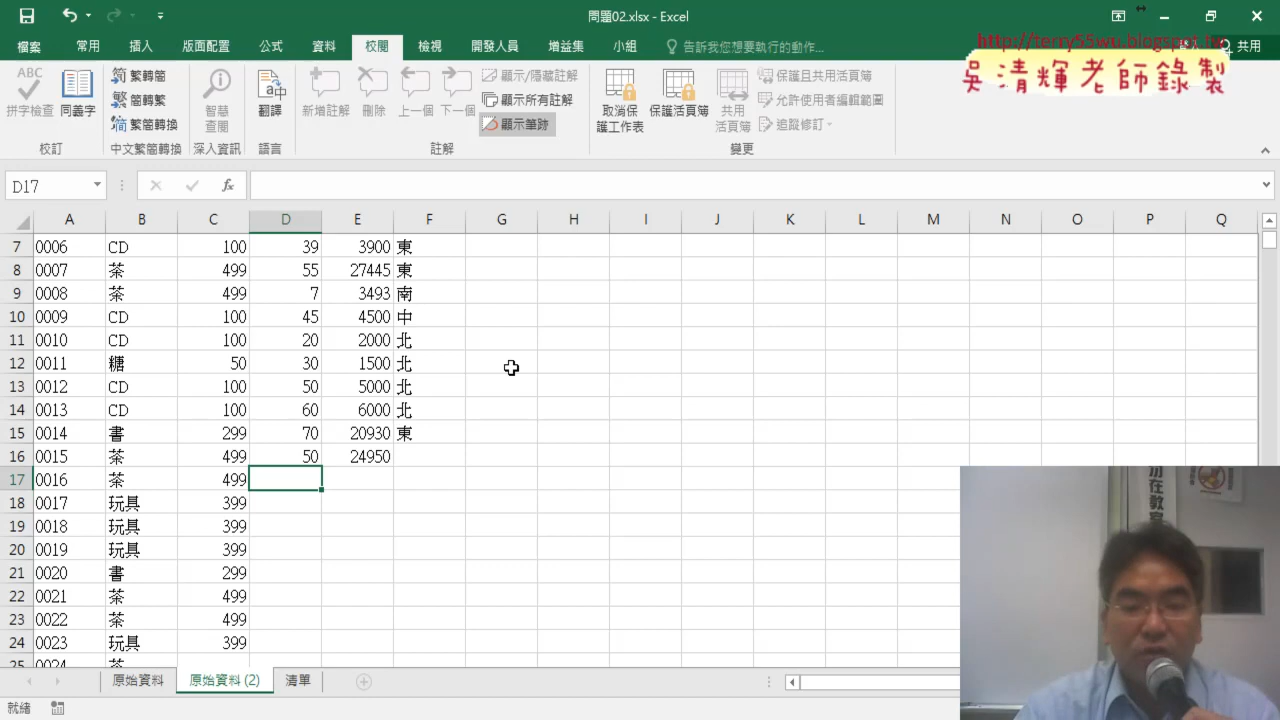 問題02.xlsx - Excel
檔案 常用 插入 版面配置 公式 資料 校閱 檢視 開發人員 增益集 小組 告訴我您想要執行的動作... 共用
http://terry55wu.blogspot.tw
吳清輝老師錄製
ABC 拼字檢查 同義字 繁轉簡 簡轉繁 繁簡轉換 智慧查閱 翻譯 新增註解 刪除 上一個 下一個 顯示/隱藏註解 顯示所有註解 顯示筆跡 取消保護工作表 保護活頁簿 共用活頁簿 保護且共用活頁簿 允許使用者編輯範圍 追蹤修訂
校訂 中文繁簡轉換 深入資訊 語言 註解 變更
D17 fx
A B C D E F G H I J K L M N O P Q
7 0006 CD 100 39 3900 東
8 0007 茶 499 55 27445 東
9 0008 茶 499 7 3493 南
10 0009 CD 100 45 4500 中
11 0010 CD 100 20 2000 北
12 0011 糖 50 30 1500 北
13 0012 CD 100 50 5000 北
14 0013 CD 100 60 6000 北
15 0014 書 299 70 20930 東
16 0015 茶 499 50 24950
17 0016 茶 499
18 0017 玩具 399
19 0018 玩具 399
20 0019 玩具 399
21 0020 書 299
22 0021 茶 499
23 0022 茶 499
24 0023 玩具 399
25 0024 茶
原始資料 原始資料 (2) 清單
就緒